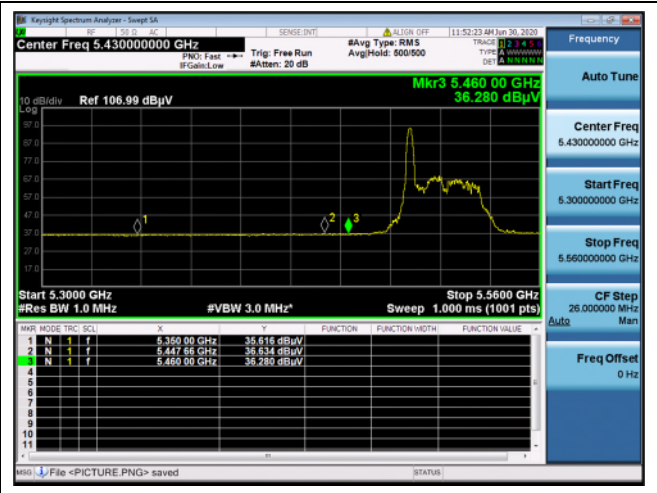 Keysight Spectrum Analyzer - Swept SA
RF 50 Ω AC SENSE:INT ALIGN OFF 11:52:23 AM Jun 30, 2020
Center Freq 5.430000000 GHz
PNO: Fast
IFGain:Low
Trig: Free Run
#Atten: 20 dB
#Avg Type: RMS
Avg|Hold: 500/500
TRACE 1 2 3 4 5 6
TYPE A WWWWW
DET A N N N N N
Frequency
Auto Tune
Center Freq
5.430000000 GHz
Start Freq
5.300000000 GHz
Stop Freq
5.560000000 GHz
CF Step
26.000000 MHz
Auto Man
Freq Offset
0 Hz
Mkr3 5.460 00 GHz
36.280 dBµV
10 dB/div Ref 106.99 dBµV
Log
97.0
87.0
77.0
67.0
57.0
47.0
37.0
27.0
17.0
1
2
3
Start 5.3000 GHz Stop 5.5600 GHz
#Res BW 1.0 MHz #VBW 3.0 MHz* Sweep 1.000 ms (1001 pts)
MKR MODE TRC SCL X Y FUNCTION FUNCTION WIDTH FUNCTION VALUE
1 N 1 f 5.350 00 GHz 35.616 dBµV
2 N 1 f 5.447 66 GHz 36.634 dBµV
3 N 1 f 5.460 00 GHz 36.280 dBµV
4
5
6
7
8
9
10
11
MSG File <PICTURE.PNG> saved STATUS